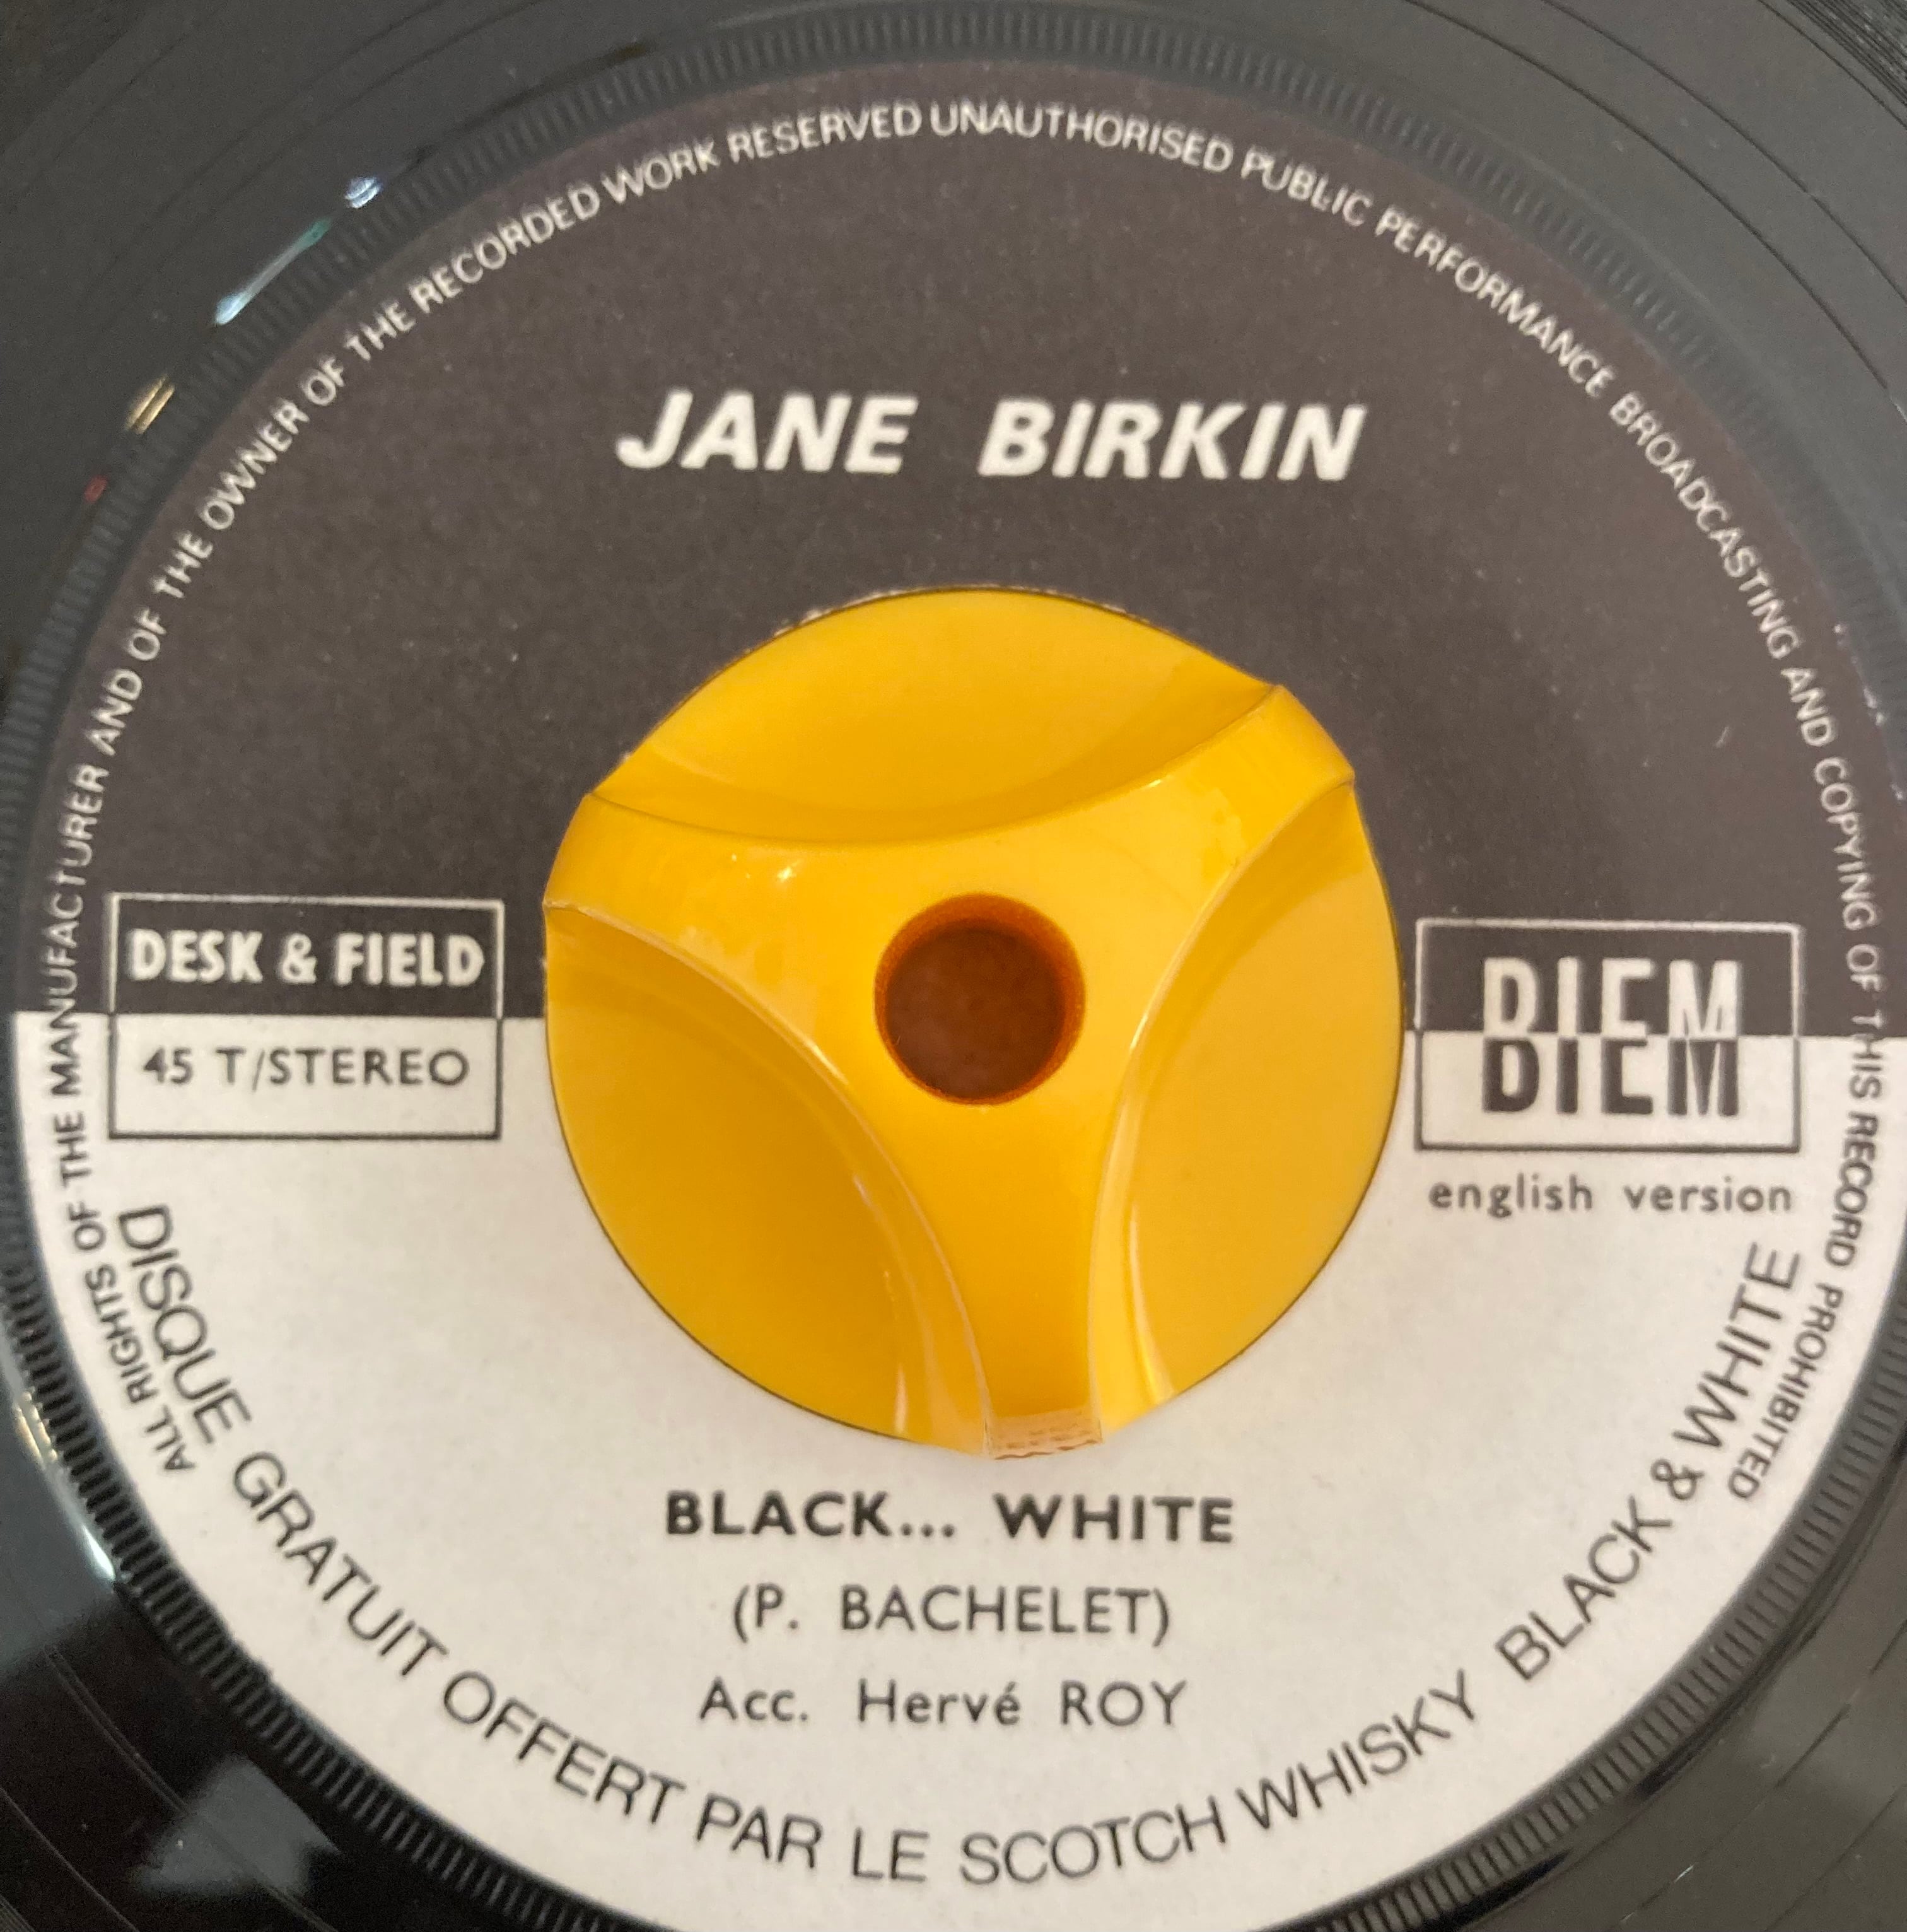 ALL RIGHTS OF THE MANUFACTURER AND OF THE OWNER OF THE RECORDED WORK RESERVED UNAUTHORISED PUBLIC PERFORMANCE BROADCASTING AND COPYING OF THIS RECORD PROHIBITED
JANE BIRKIN
DESK & FIELD
45 T/STEREO
BIEM
BIEM
english version
BLACK... WHITE
(P. BACHELET)
Acc. Hervé ROY
DISQUE GRATUIT OFFERT PAR LE SCOTCH WHISKY BLACK & WHITE